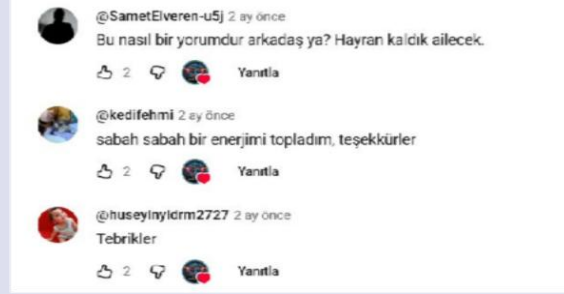 @SametElveren-u5j 2 ay önce
Bu nasıl bir yorumdur arkadaş ya? Hayran kaldık ailecek.
2 Yanıtla
@kedifehmi 2 ay önce
sabah sabah bir enerjimi topladım, teşekkürler
2 Yanıtla
@huseyinyldrm2727 2 ay önce
Tebrikler
2 Yanıtla